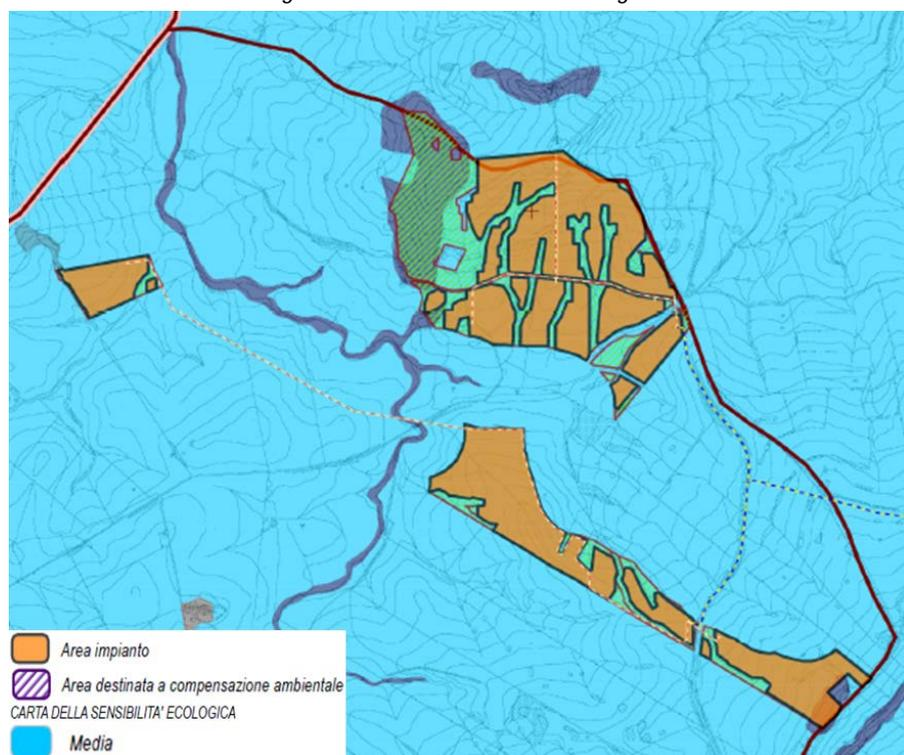 Area impianto
Area destinata a compensazione ambientale
CARTA DELLA SENSIBILITA' ECOLOGICA
Media